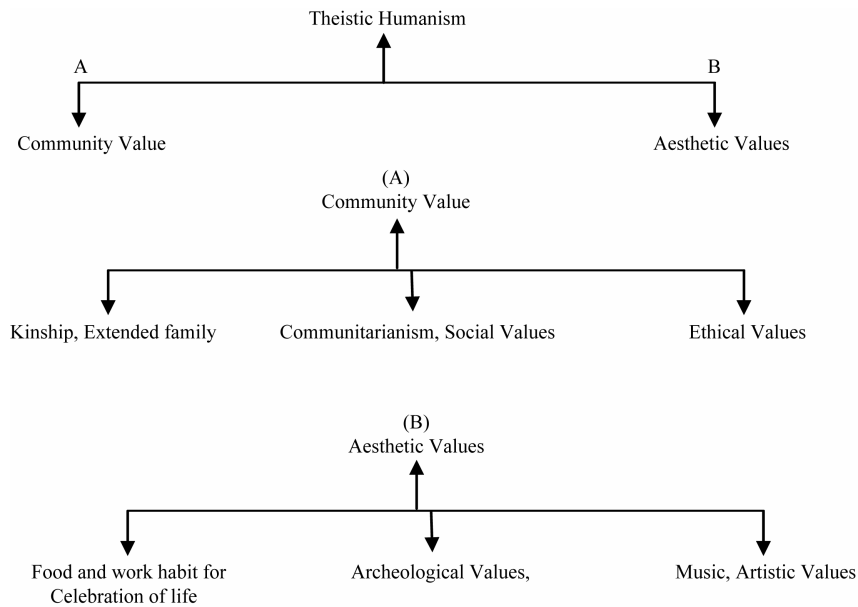 Theistic Humanism
A B
Community Value Aesthetic Values
(A)
Community Value
Kinship, Extended family Communitarianism, Social Values Ethical Values
(B)
Aesthetic Values
Food and work habit for Archeological Values, Music, Artistic Values
Celebration of life